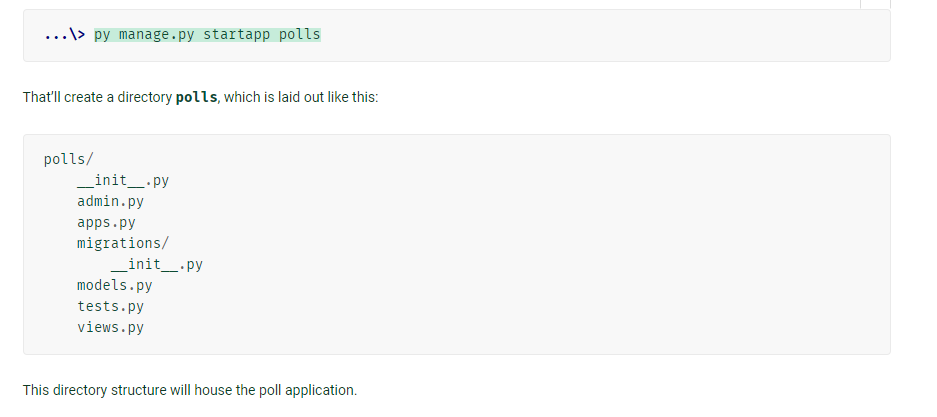 ...\> py manage.py startapp polls
That’ll create a directory polls, which is laid out like this:
polls/
    __init__.py
    admin.py
    apps.py
    migrations/
        __init__.py
    models.py
    tests.py
    views.py
This directory structure will house the poll application.